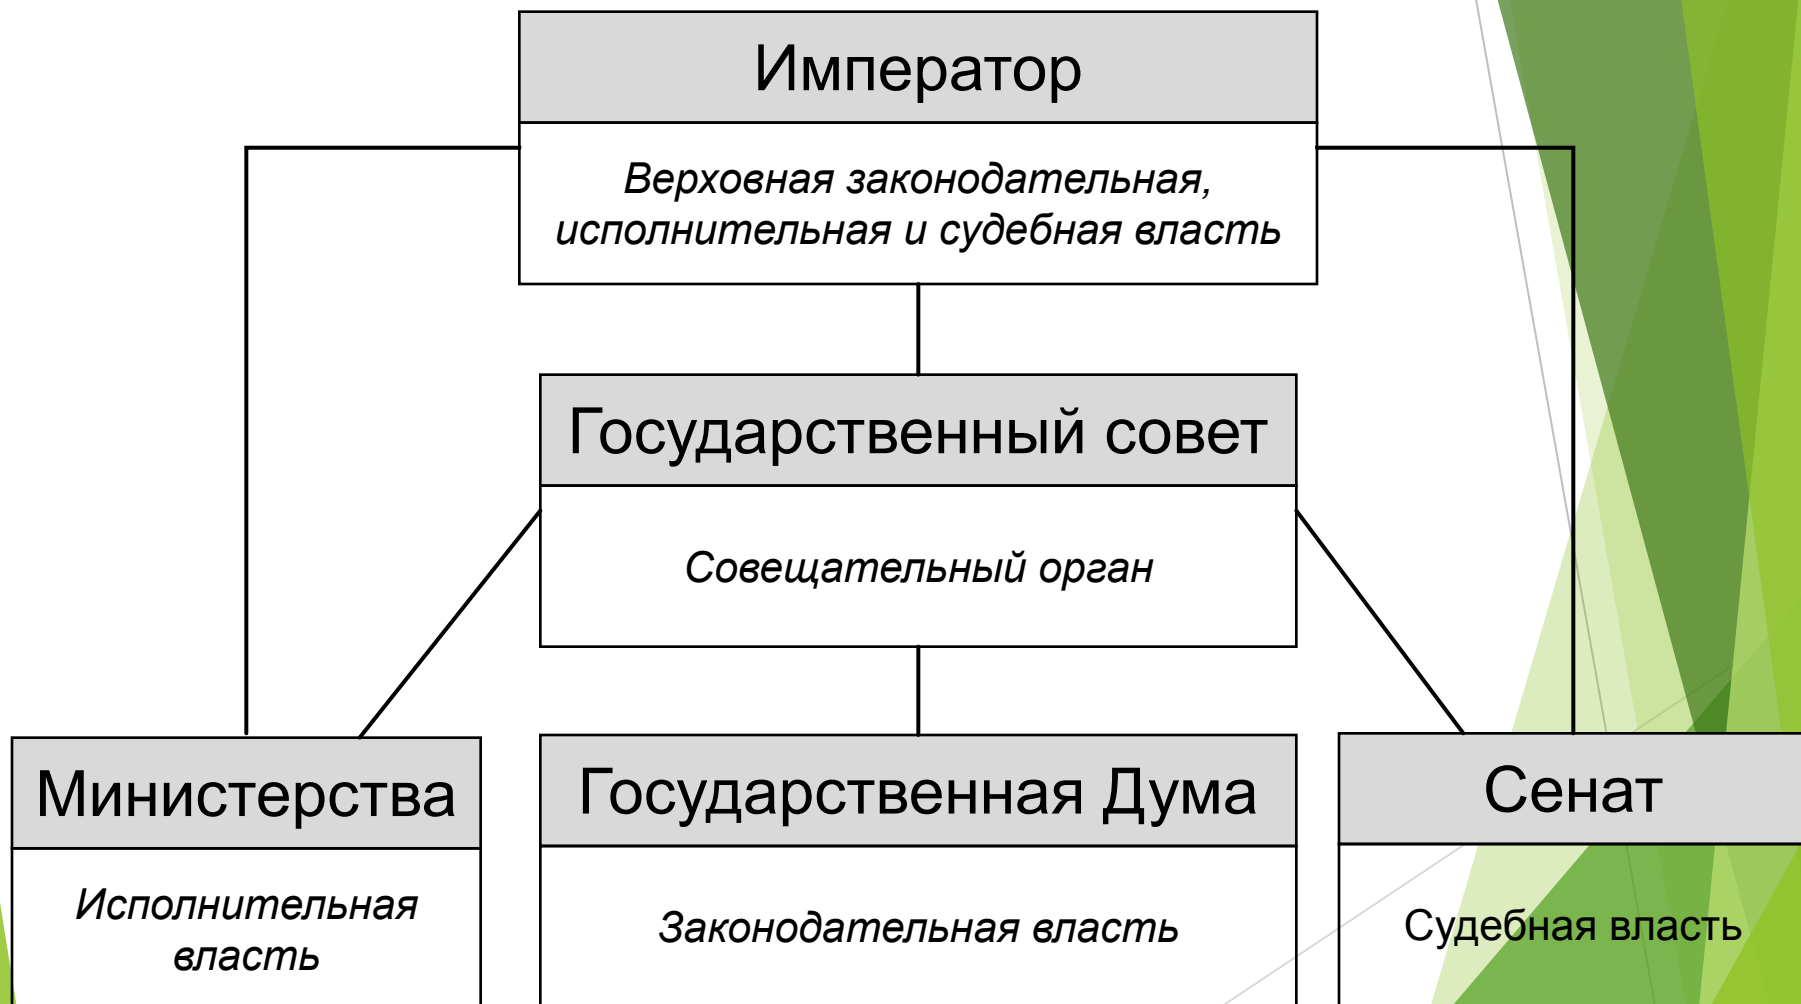 Император
Верховная законодательная,
исполнительная и судебная власть
Государственный совет
Совещательный орган
Министерства
Исполнительная
власть
Государственная Дума
Законодательная власть
Сенат
Судебная власть